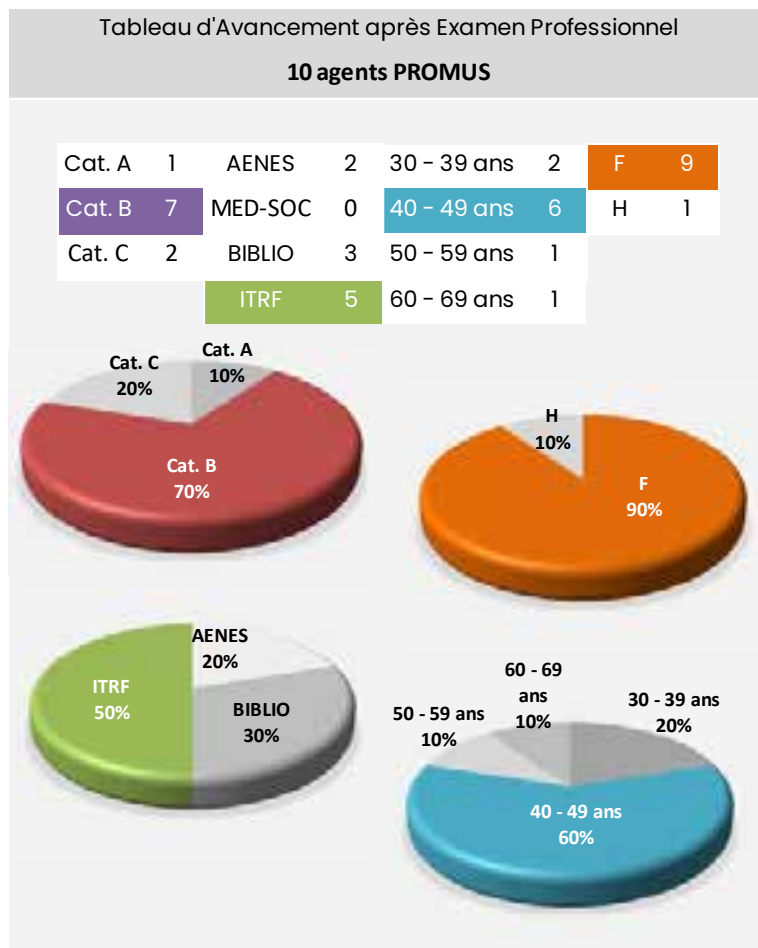 Tableau d'Avancement après Examen Professionnel
10 agents PROMUS
Cat. A 1 AENES 2 30 - 39 ans 2 F 9
Cat. B 7 MED-SOC 0 40 - 49 ans 6 H 1
Cat. C 2 BIBLIO 3 50 - 59 ans 1
ITRF 5 60 - 69 ans 1
Cat. C
20%
Cat. A
10%
Cat. B
70%
H
10%
F
90%
AENES
20%
ITRF
50%
BIBLIO
30%
60 - 69
ans
10%
50 - 59 ans
10%
30 - 39 ans
20%
40 - 49 ans
60%